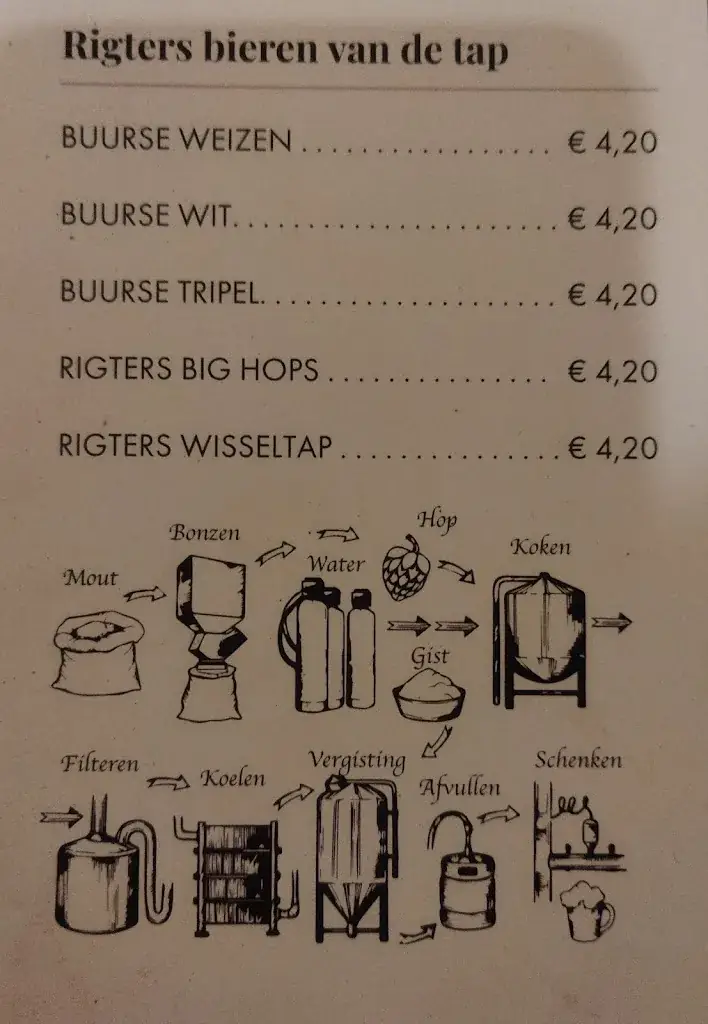 Rigters bieren van de tap
BUURSE WEIZEN .................. € 4,20
BUURSE WIT........................ € 4,20
BUURSE TRIPEL...................... € 4,20
RIGTERS BIG HOPS ................ € 4,20
RIGTERS WISSELTAP ................ € 4,20
Mout
Bonzen
Water
Hop
Koken
Gist
Filteren
Koelen
Vergisting
Afvullen
Schenken